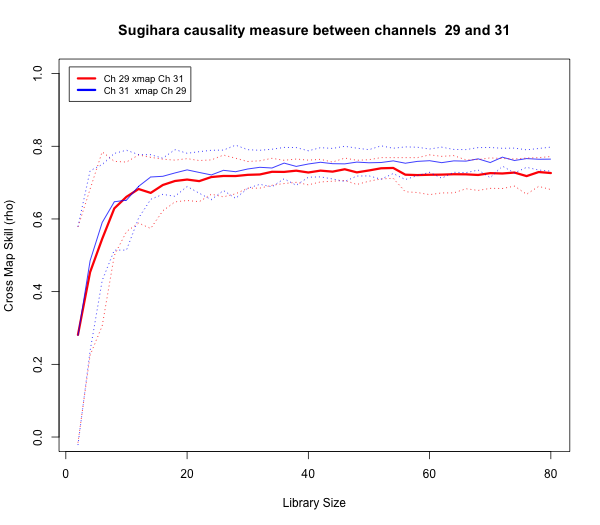 Sugihara causality measure between channels  29 and 31
Ch 29 xmap Ch 31
Ch 31  xmap Ch 29
Cross Map Skill (rho)
1.0
0.8
0.6
0.4
0.2
0.0
0 20 40 60 80
Library Size